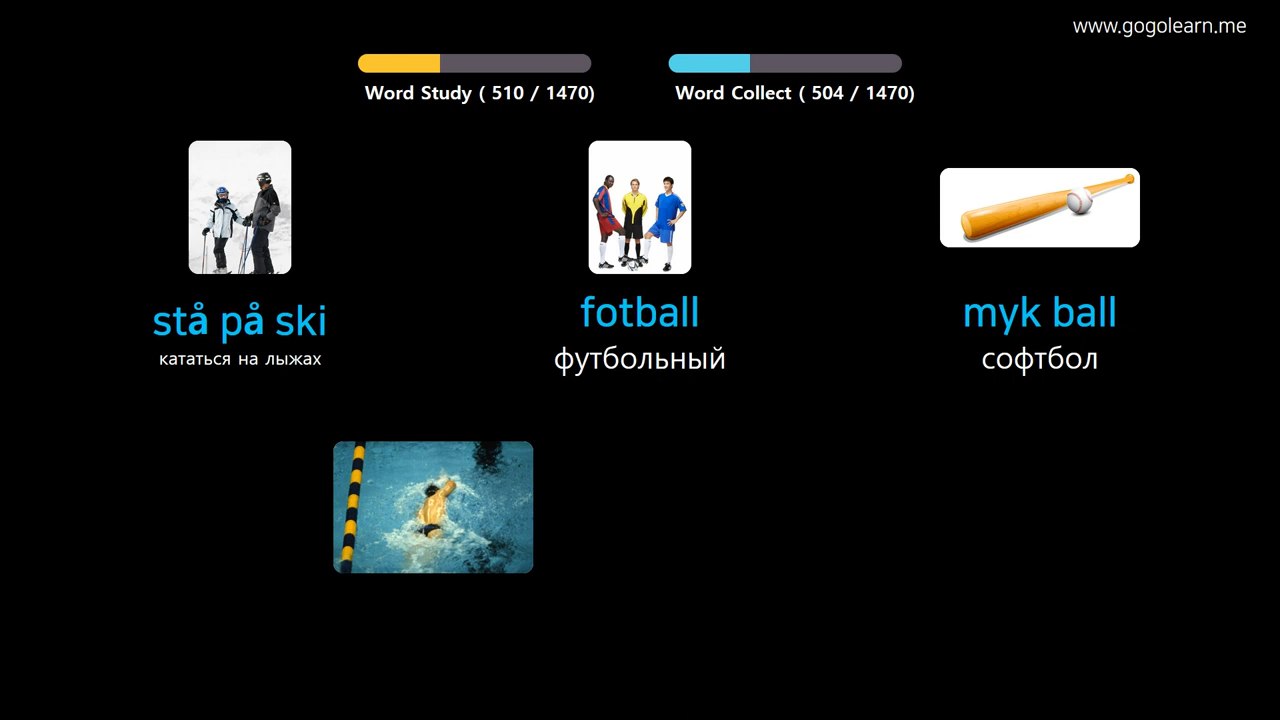 www.gogolearn.me
Word Study ( 510 / 1470)
Word Collect ( 504 / 1470)
stå på ski
кататься на лыжах
fotball
футбольный
myk ball
софтбол